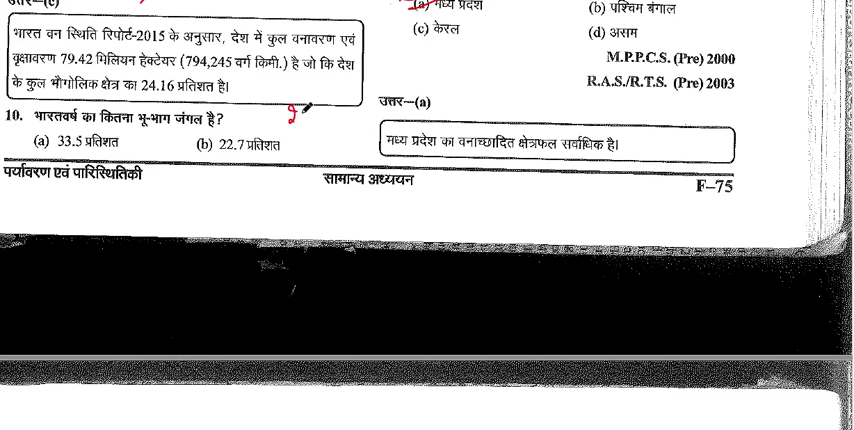 उत्तर—(c)
भारत वन स्थिति रिपोर्ट-2015 के अनुसार, देश में कुल वनावरण एवं
वृक्षावरण 79.42 मिलियन हेक्टेयर (794,245 वर्ग किमी.) है जो कि देश
के कुल भौगोलिक क्षेत्र का 24.16 प्रतिशत है।
10. भारतवर्ष का कितना भू-भाग जंगल है?
(a) 33.5 प्रतिशत (b) 22.7 प्रतिशत
(a) मध्य प्रदेश (b) पश्चिम बंगाल
(c) केरल (d) असम
M.P.P.C.S. (Pre) 2000
R.A.S./R.T.S. (Pre) 2003
उत्तर—(a)
मध्य प्रदेश का वनाच्छादित क्षेत्रफल सर्वाधिक है।
पर्यावरण एवं पारिस्थितिकी सामान्य अध्ययन F–75